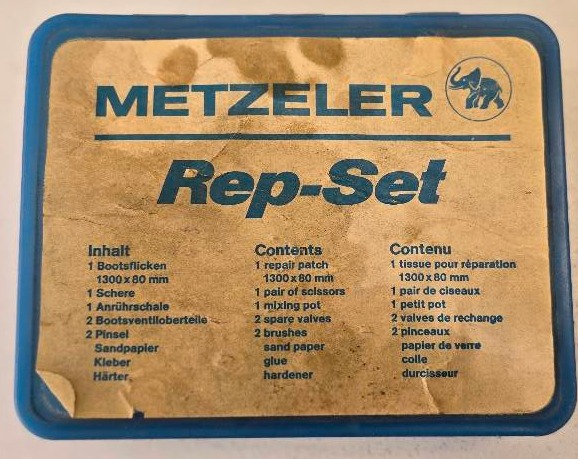 METZELER
Rep-Set
Inhalt
1 Bootsflicken
1300 x 80 mm
1 Schere
1 Anrührschale
2 Bootsventiloberteile
2 Pinsel
Sandpapier
Kleber
Härter
Contents
1 repair patch
1300 x 80 mm
1 pair of scissors
1 mixing pot
2 spare valves
2 brushes
sand paper
glue
hardener
Contenu
1 tissue pour réparation
1300 x 80 mm
1 pair de ciseaux
1 petit pot
2 valves de rechange
2 pinceaux
papier de verre
colle
durcisseur